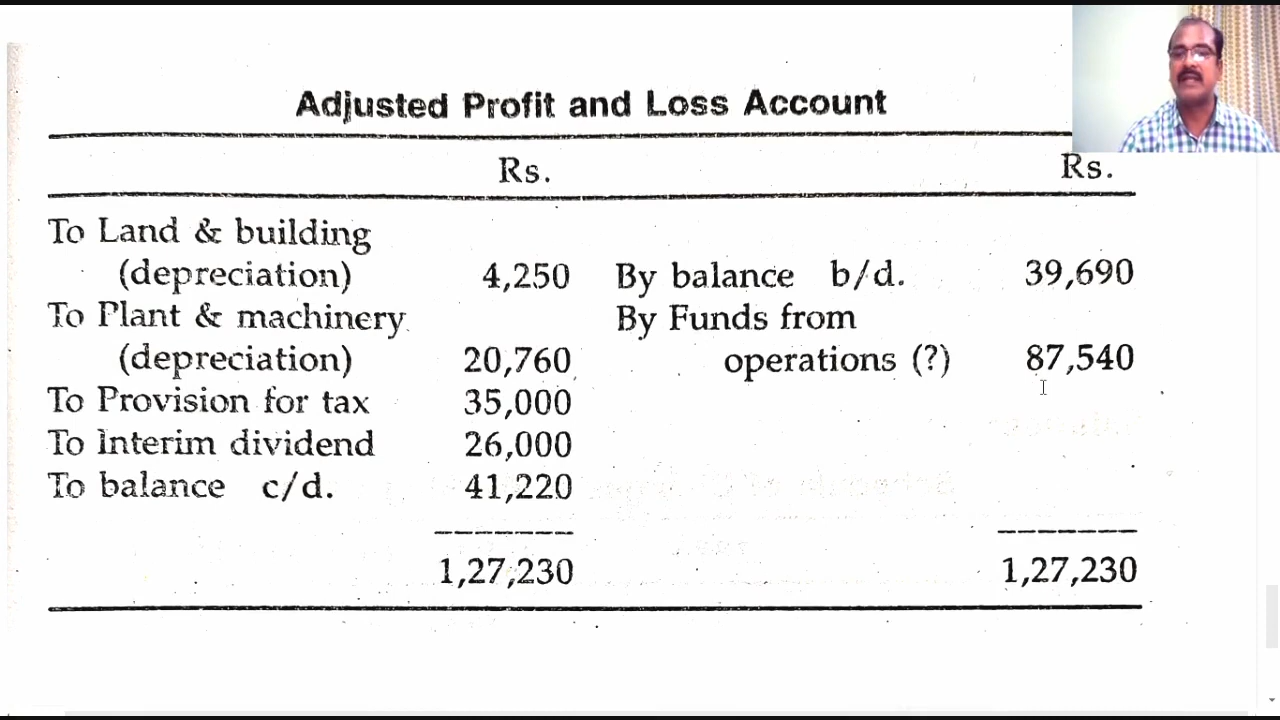 Adjusted Profit and Loss Account
Rs. Rs.
To Land & building
(depreciation) 4,250 By balance b/d. 39,690
To Plant & machinery By Funds from
(depreciation) 20,760 operations (?) 87,540
To Provision for tax 35,000
To Interim dividend 26,000
To balance c/d. 41,220
1,27,230 1,27,230